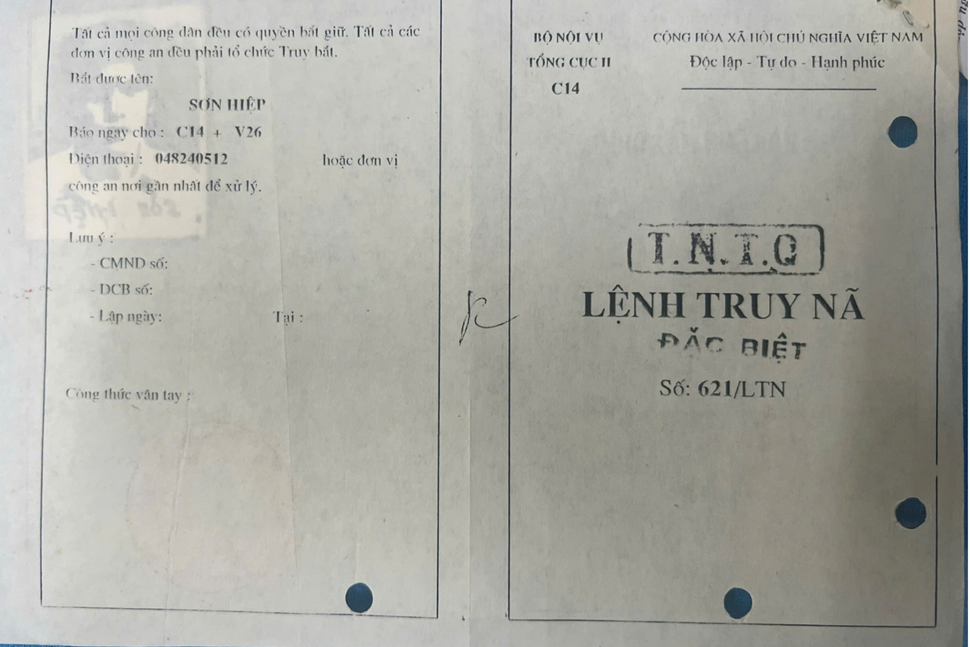 Tất cả mọi công dân đều có quyền bắt giữ. Tất cả các
đơn vị công an đều phải tổ chức Truy bắt.
Bắt được tên:
SƠN HIỆP
Báo ngay cho : C14 + V26
Điện thoại : 048240512 hoặc đơn vị
công an nơi gần nhất để xử lý.
Lưu ý :
- CMND số:
- DCB số:
- Lập ngày: Tại :
Công thức vân tay :
BỘ NỘI VỤ
TỔNG CỤC II
C14
CỘNG HÒA XÃ HỘI CHỦ NGHĨA VIỆT NAM
Độc lập - Tự do - Hạnh phúc
T.N.T.Q
LỆNH TRUY NÃ
ĐẶC BIỆT
Số: 621/LTN